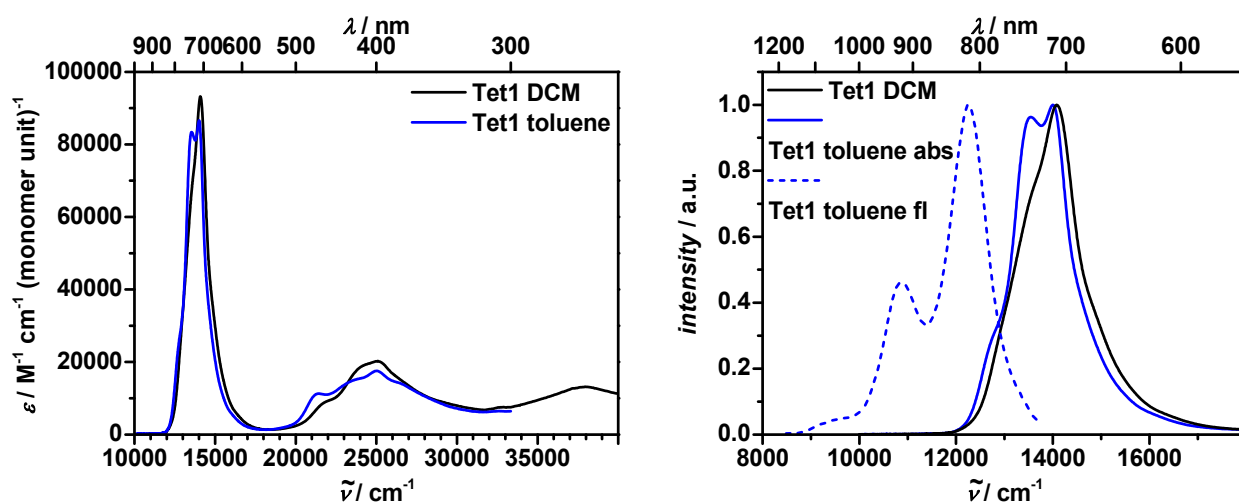 λ / nm
900 800 700 600 500 400 300
100000
80000
60000
40000
20000
0
ε / M⁻¹ cm⁻¹ (monomer unit)⁻¹
Tet1 DCM
Tet1 toluene
10000 15000 20000 25000 30000 35000
ṽ / cm⁻¹
λ / nm
1200 1000 900 800 700 600
1.0
0.8
0.6
0.4
0.2
0.0
intensity / a.u.
Tet1 DCM
Tet1 toluene abs
Tet1 toluene fl
8000 10000 12000 14000 16000
ṽ / cm⁻¹